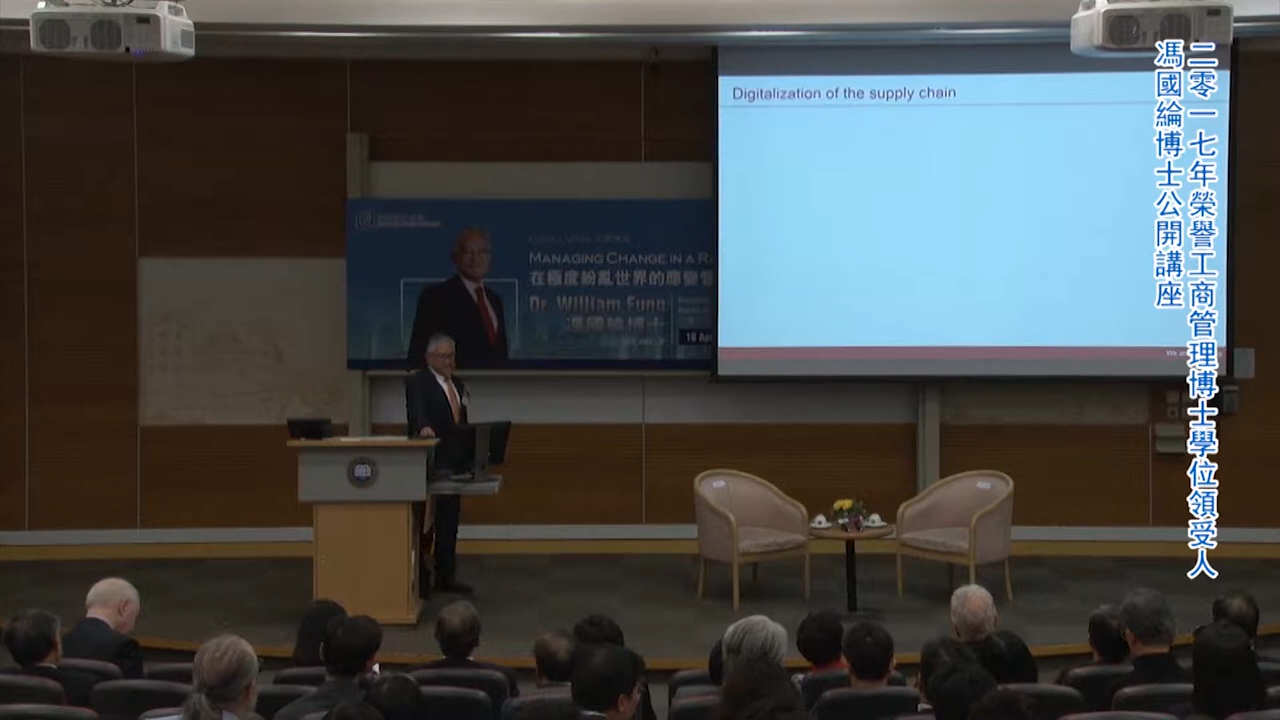 Digitalization of the supply chain
二零一七年榮譽工商管理博士學位領受人
馮國綸博士公開講座
MANAGING CHANGE IN A
在極度紛亂世界的應變
Dr. William Fung
馮國綸博士
18